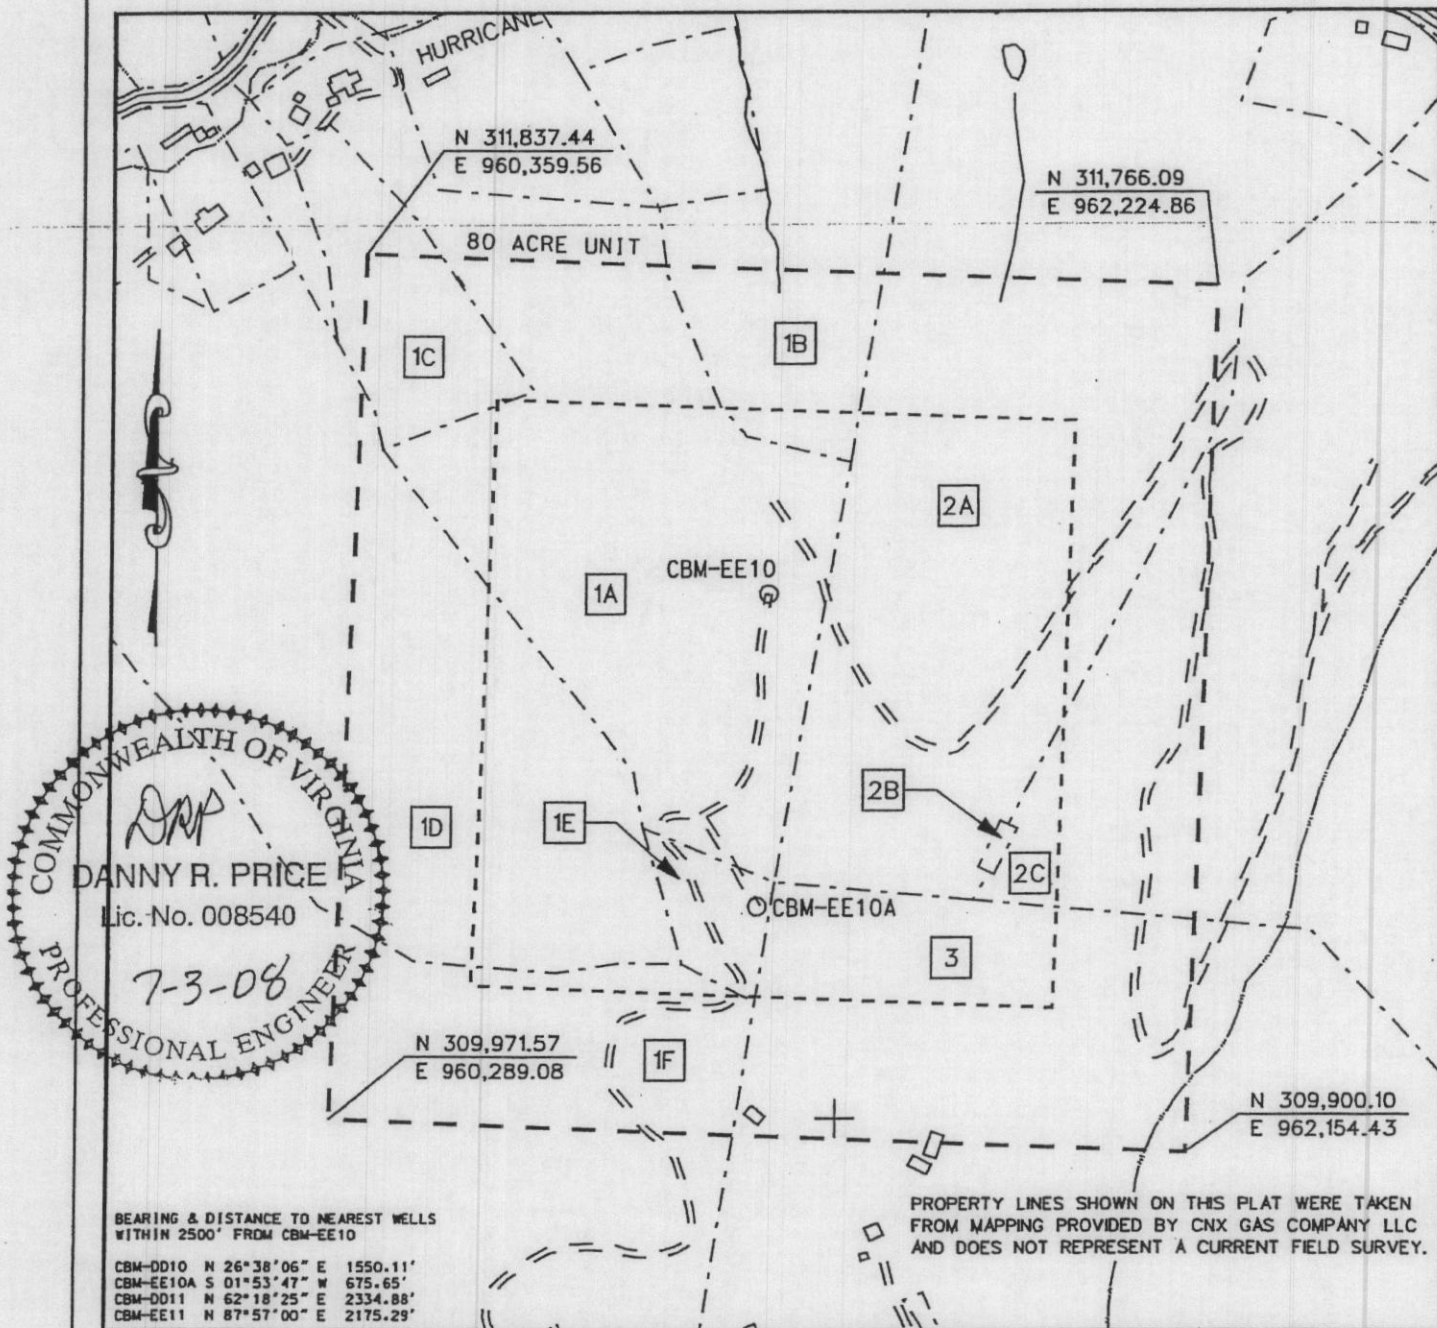 HURRICANE
N 311,837.44
E 960,359.56
N 311,766.09
E 962,224.86
80 ACRE UNIT
1C
1B
2A
CBM-EE10
1A
2B
1D
1E
2C
CBM-EE10A
3
COMMONWEALTH OF VIRGINIA
DRP
DANNY R. PRICE
Lic. No. 008540
7-3-08
PROFESSIONAL ENGINEER
N 309,971.57
E 960,289.08
1F
N 309,900.10
E 962,154.43
BEARING & DISTANCE TO NEAREST WELLS
WITHIN 2500' FROM CBM-EE10
CBM-DD10 N 26°38'06" E 1550.11'
CBM-EE10A S 01°53'47" W 675.65'
CBM-DD11 N 62°18'25" E 2334.88'
CBM-EE11 N 87°57'00" E 2175.29'
PROPERTY LINES SHOWN ON THIS PLAT WERE TAKEN
FROM MAPPING PROVIDED BY CNX GAS COMPANY LLC
AND DOES NOT REPRESENT A CURRENT FIELD SURVEY.